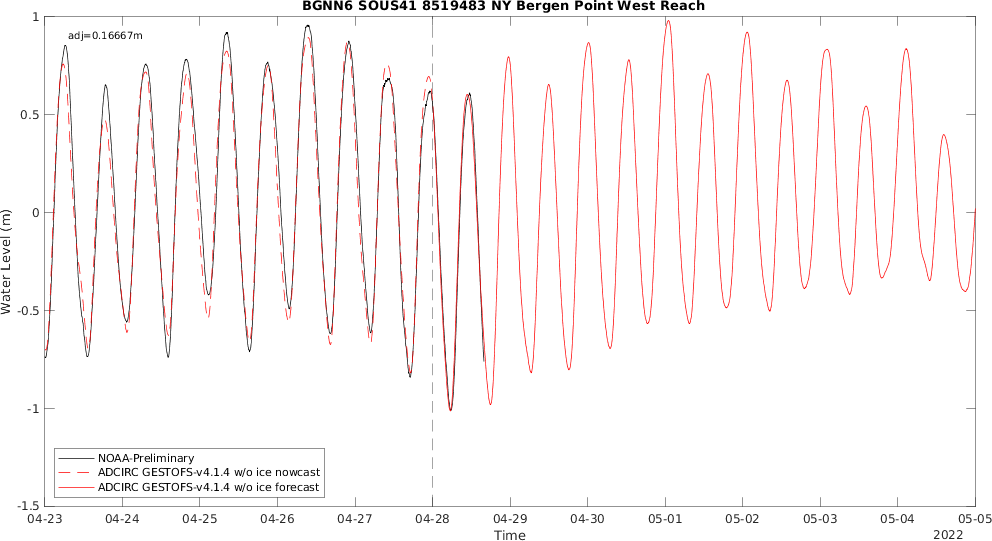 BGNN6 SOUS41 8519483 NY Bergen Point West Reach
adj=0.16667m
1
0.5
0
-0.5
-1
-1.5
Water Level (m)
NOAA-Preliminary
ADCIRC GESTOFS-v4.1.4 w/o ice nowcast
ADCIRC GESTOFS-v4.1.4 w/o ice forecast
04-23 04-24 04-25 04-26 04-27 04-28 04-29 04-30 05-01 05-02 05-03 05-04 05-05
Time
2022